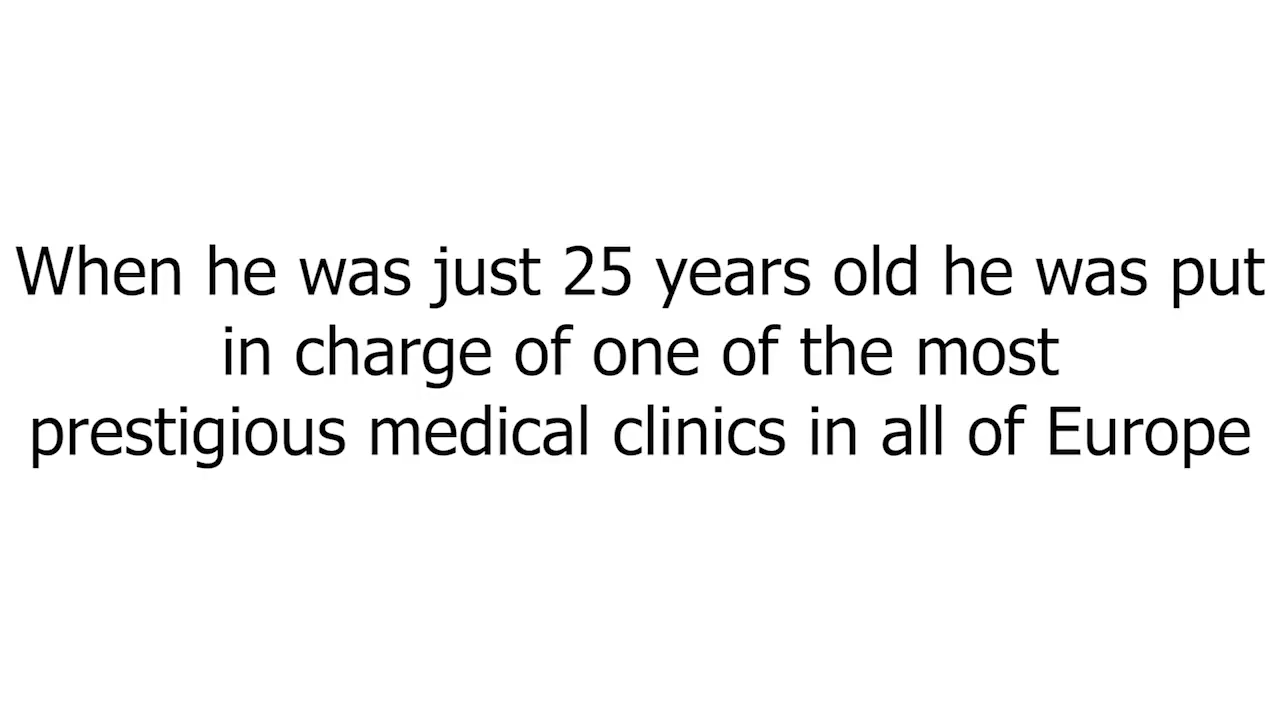 When he was just 25 years old he was put
in charge of one of the most
prestigious medical clinics in all of Europe